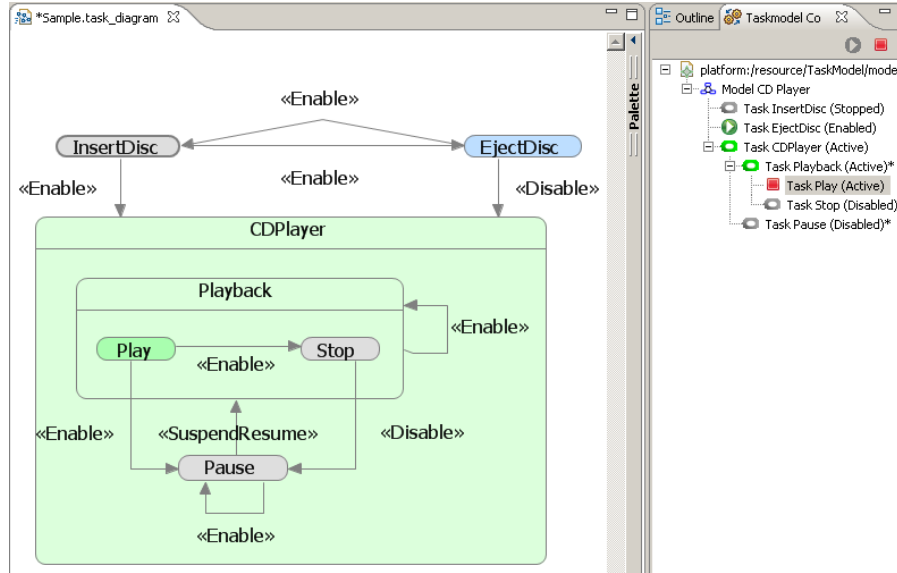 *Sample.task_diagram
«Enable»
InsertDisc
EjectDisc
«Enable»
«Enable»
«Disable»
CDPlayer
Playback
«Enable»
Play
Stop
«Enable»
«Enable»
«SuspendResume»
«Disable»
Pause
«Enable»
Palette
Outline
Taskmodel Co
platform:/resource/TaskModel/mode
Model CD Player
Task InsertDisc (Stopped)
Task EjectDisc (Enabled)
Task CDPlayer (Active)
Task Playback (Active)*
Task Play (Active)
Task Stop (Disabled)
Task Pause (Disabled)*